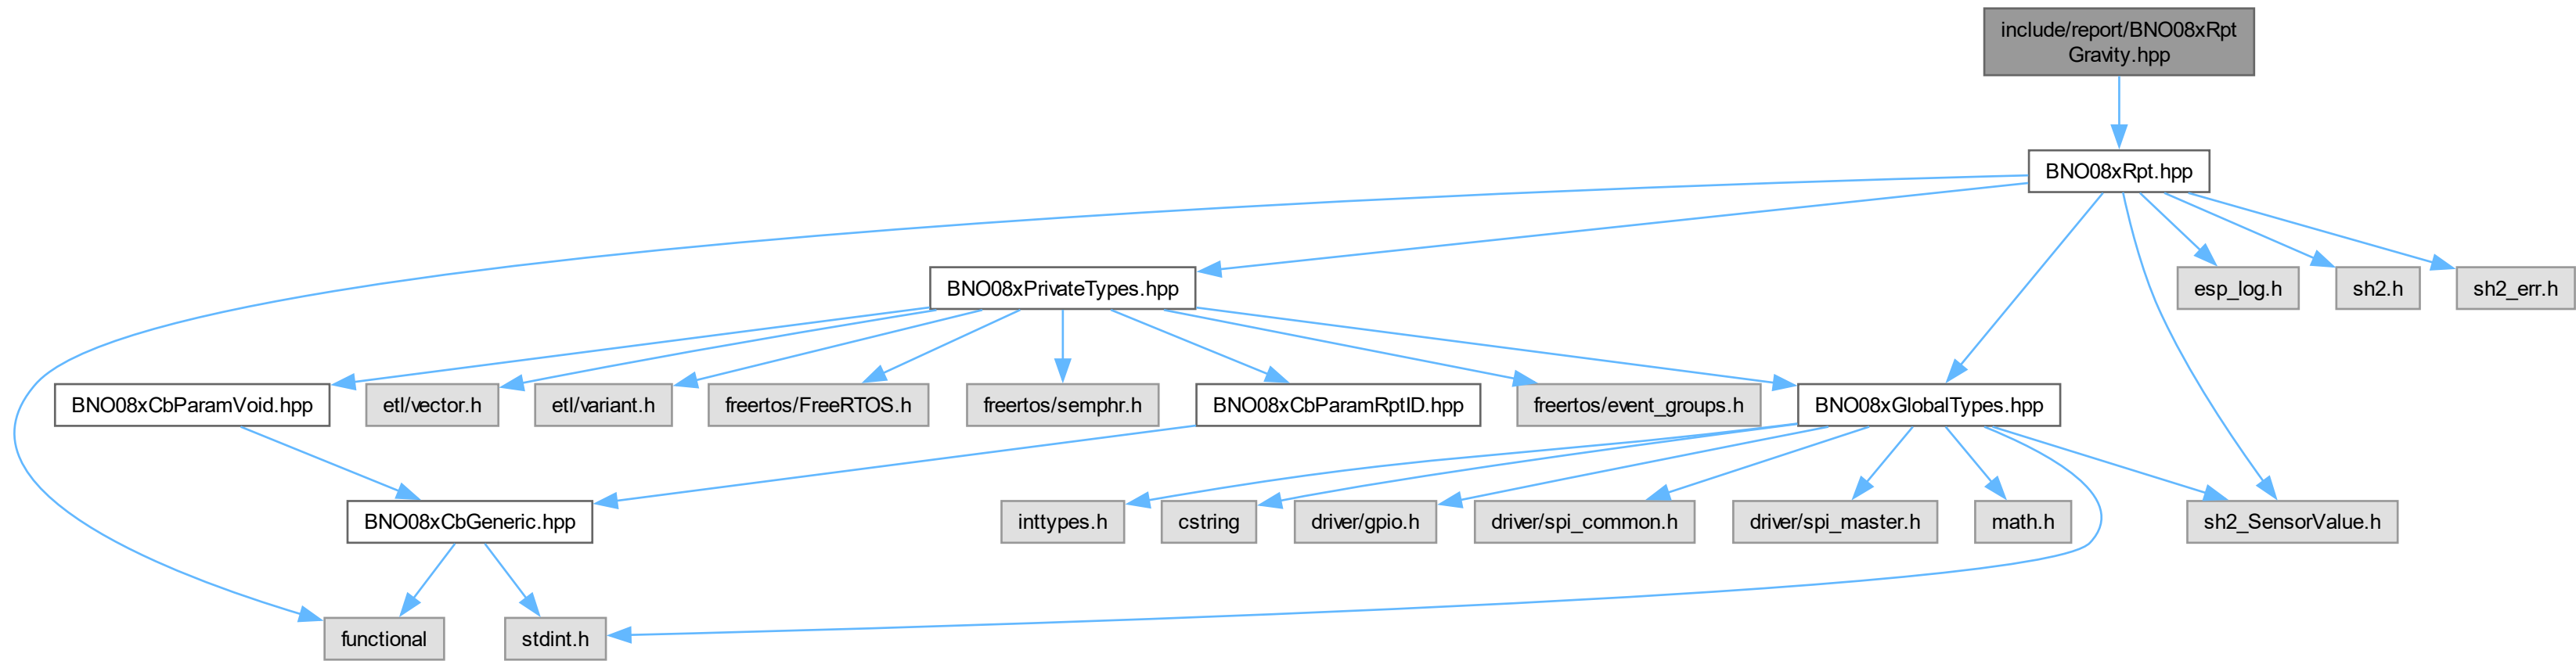 include/report/BNO08xRpt
Gravity.hpp
BNO08xRpt.hpp
BNO08xPrivateTypes.hpp
esp_log.h
sh2.h
sh2_err.h
BNO08xCbParamVoid.hpp
etl/vector.h
etl/variant.h
freertos/FreeRTOS.h
freertos/semphr.h
BNO08xCbParamRptID.hpp
freertos/event_groups.h
BNO08xGlobalTypes.hpp
BNO08xCbGeneric.hpp
inttypes.h
cstring
driver/gpio.h
driver/spi_common.h
driver/spi_master.h
math.h
sh2_SensorValue.h
functional
stdint.h